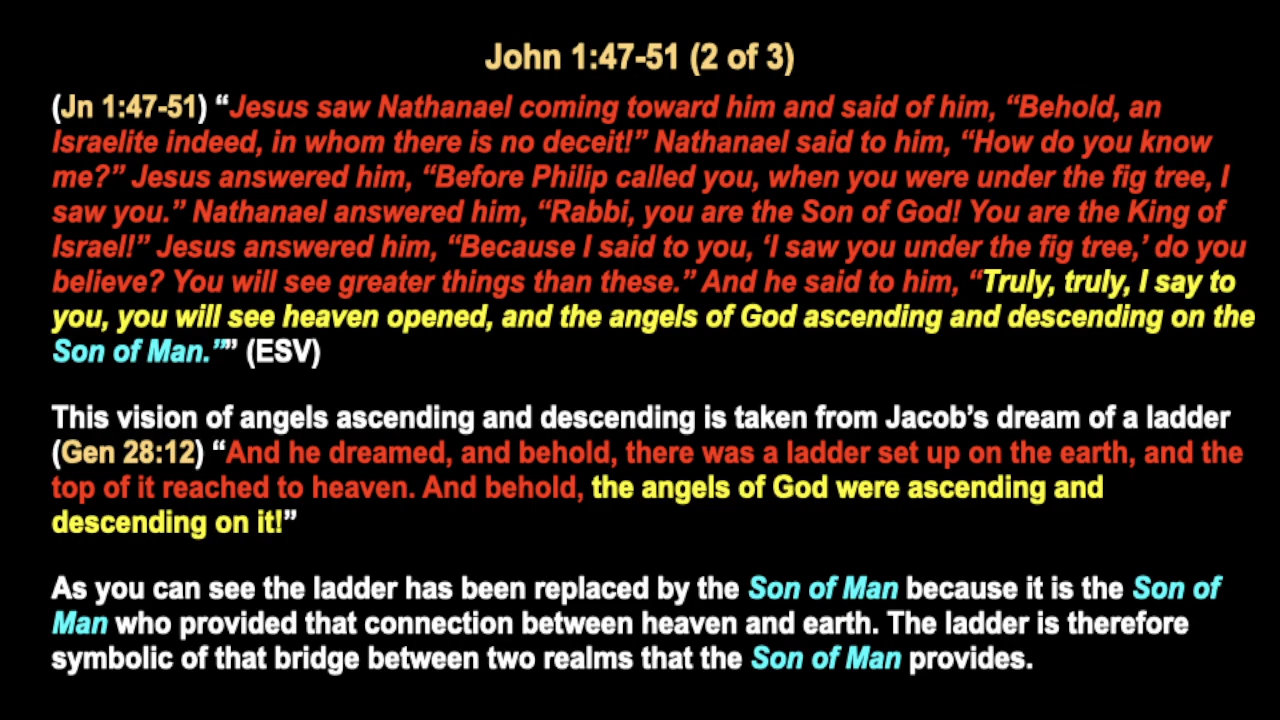 John 1:47-51 (2 of 3)
(Jn 1:47-51) “Jesus saw Nathanael coming toward him and said of him, “Behold, an
Israelite indeed, in whom there is no deceit!” Nathanael said to him, “How do you know
me?” Jesus answered him, “Before Philip called you, when you were under the fig tree, I
saw you.” Nathanael answered him, “Rabbi, you are the Son of God! You are the King of
Israel!” Jesus answered him, “Because I said to you, ‘I saw you under the fig tree,’ do you
believe? You will see greater things than these.” And he said to him, “Truly, truly, I say to
you, you will see heaven opened, and the angels of God ascending and descending on the
Son of Man.”” (ESV)
This vision of angels ascending and descending is taken from Jacob’s dream of a ladder
(Gen 28:12) “And he dreamed, and behold, there was a ladder set up on the earth, and the
top of it reached to heaven. And behold, the angels of God were ascending and
descending on it!”
As you can see the ladder has been replaced by the Son of Man because it is the Son of
Man who provided that connection between heaven and earth. The ladder is therefore
symbolic of that bridge between two realms that the Son of Man provides.